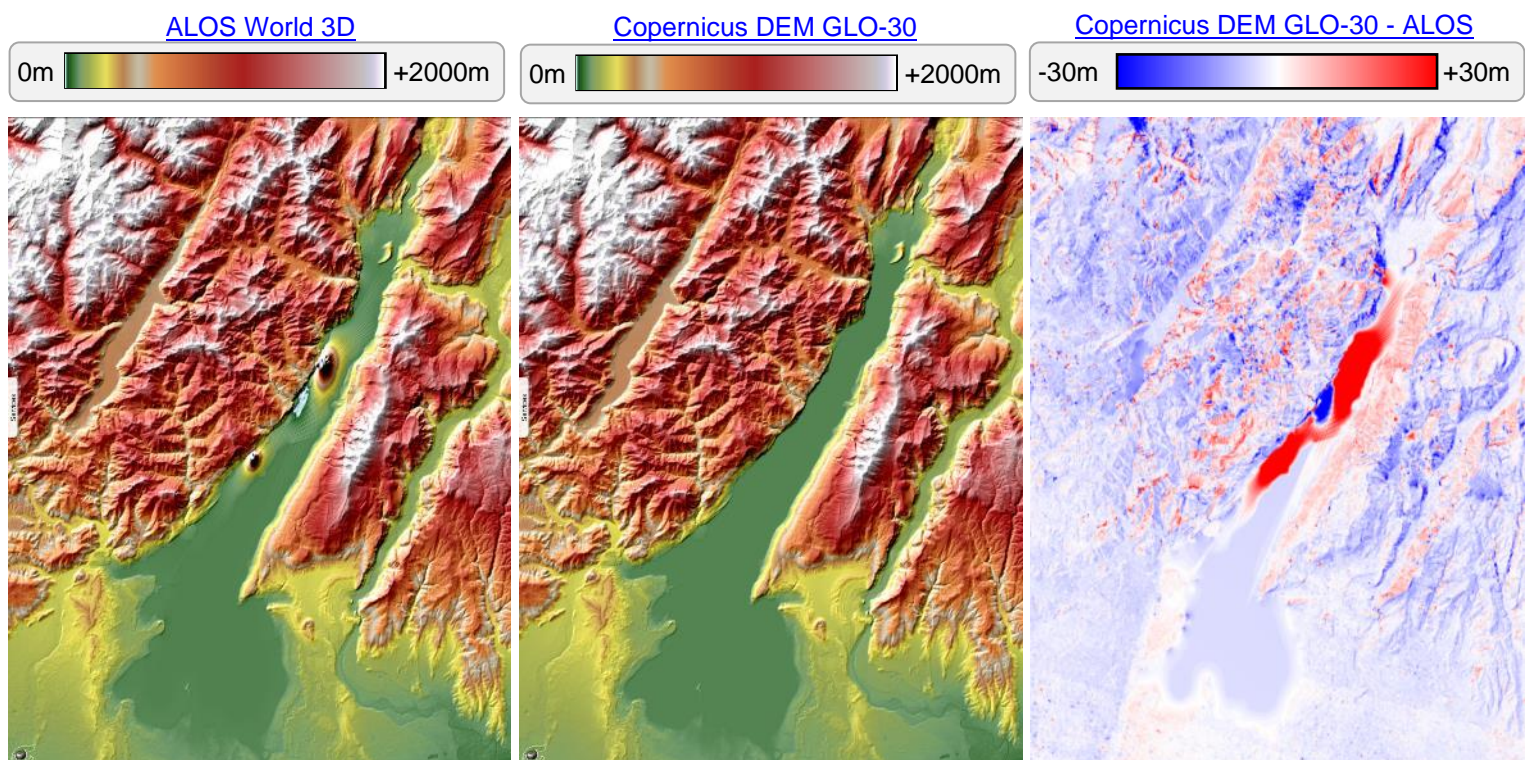 ALOS World 3D
Copernicus DEM GLO-30
Copernicus DEM GLO-30 - ALOS
0m +2000m
0m +2000m
-30m +30m